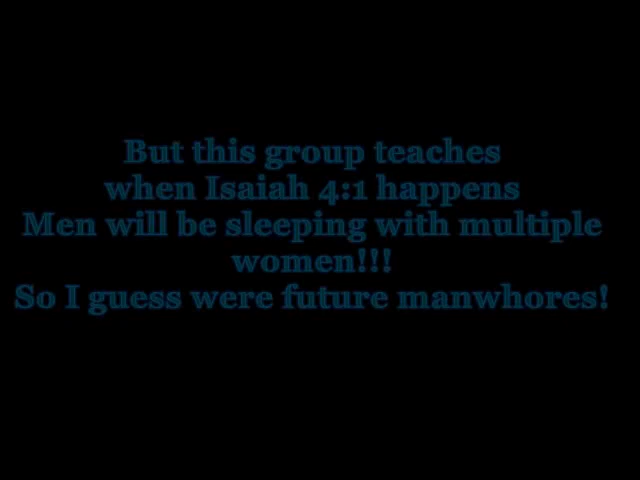 But this group teaches
when Isaiah 4:1 happens
Men will be sleeping with multiple
women!!!
So I guess were future manwhores!